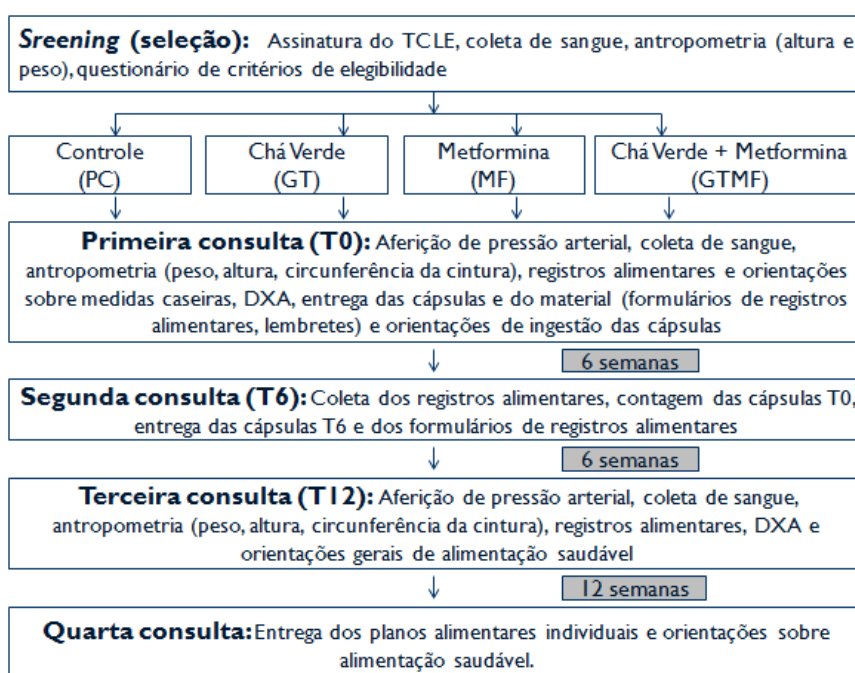 Sreening (seleção): Assinatura do TCLE, coleta de sangue, antropometria (altura e
peso), questionário de critérios de elegibilidade
Controle
(PC)
Chá Verde
(GT)
Metformina
(MF)
Chá Verde + Metformina
(GTMF)
Primeira consulta (T0): Aferição de pressão arterial, coleta de sangue,
antropometria (peso, altura, circunferência da cintura), registros alimentares e orientações
sobre medidas caseiras, DXA, entrega das cápsulas e do material (formulários de registros
alimentares, lembretes) e orientações de ingestão das cápsulas
6 semanas
Segunda consulta (T6): Coleta dos registros alimentares, contagem das cápsulas T0,
entrega das cápsulas T6 e dos formulários de registros alimentares
6 semanas
Terceira consulta (T12): Aferição de pressão arterial, coleta de sangue,
antropometria (peso, altura, circunferência da cintura), registros alimentares, DXA e
orientações gerais de alimentação saudável
12 semanas
Quarta consulta: Entrega dos planos alimentares individuais e orientações sobre
alimentação saudável.